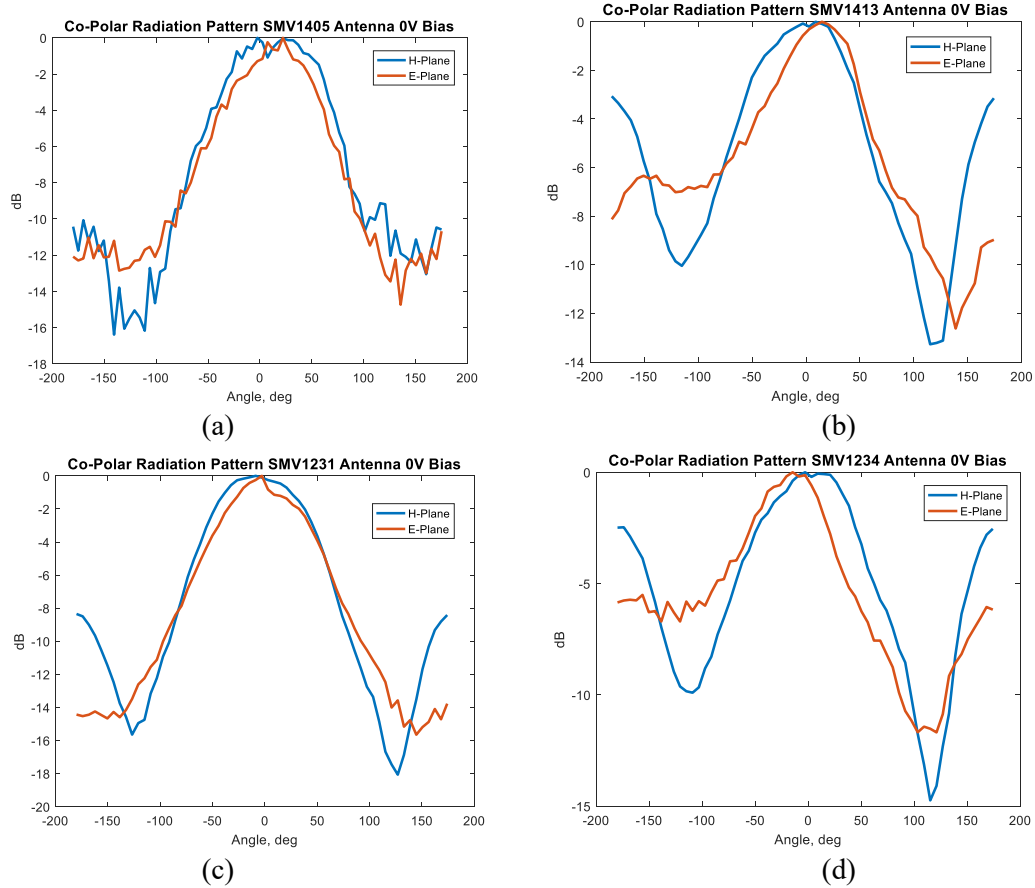 Co-Polar Radiation Pattern SMV1405 Antenna 0V Bias
0
-2
-4
-6
-8
-10
-12
-14
-16
-18
dB
H-Plane
E-Plane
-200 -150 -100 -50 0 50 100 150 200
Angle, deg
(a)
Co-Polar Radiation Pattern SMV1413 Antenna 0V Bias
0
-2
-4
-6
-8
-10
-12
-14
dB
H-Plane
E-Plane
-200 -150 -100 -50 0 50 100 150 200
Angle, deg
(b)
Co-Polar Radiation Pattern SMV1231 Antenna 0V Bias
0
-2
-4
-6
-8
-10
-12
-14
-16
-18
-20
dB
H-Plane
E-Plane
-200 -150 -100 -50 0 50 100 150 200
Angle, deg
(c)
Co-Polar Radiation Pattern SMV1234 Antenna 0V Bias
0
-5
-10
-15
dB
H-Plane
E-Plane
-200 -150 -100 -50 0 50 100 150 200
Angle, deg
(d)